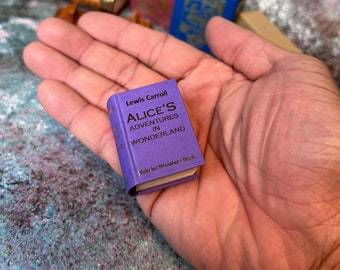 Lewis Carroll
ALICE'S
ADVENTURES
IN
WONDERLAND